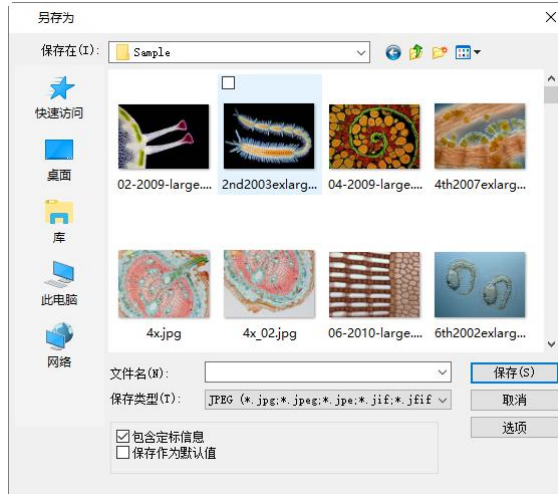 另存为
保存在(I):
Sample
快速访问
桌面
库
此电脑
网络
02-2009-large....
2nd2003exlarg...
04-2009-large....
4th2007exlarg...
4x.jpg
4x_02.jpg
06-2010-large....
6th2002exlarg...
文件名(N):
保存(S)
保存类型(T):
JPEG (*.jpg;*.jpeg;*.jpe;*.jif;*.jfif
取消
选项
包含定标信息
保存作为默认值